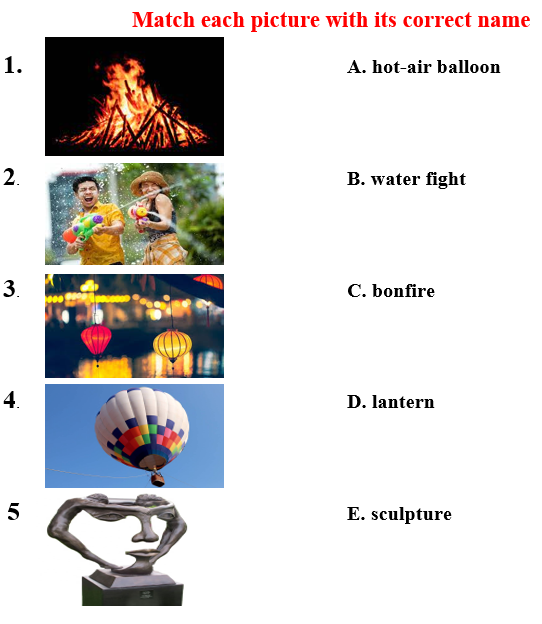 Match each picture with its correct name
1.
A. hot-air balloon
2.
B. water fight
3.
C. bonfire
4.
D. lantern
5
E. sculpture